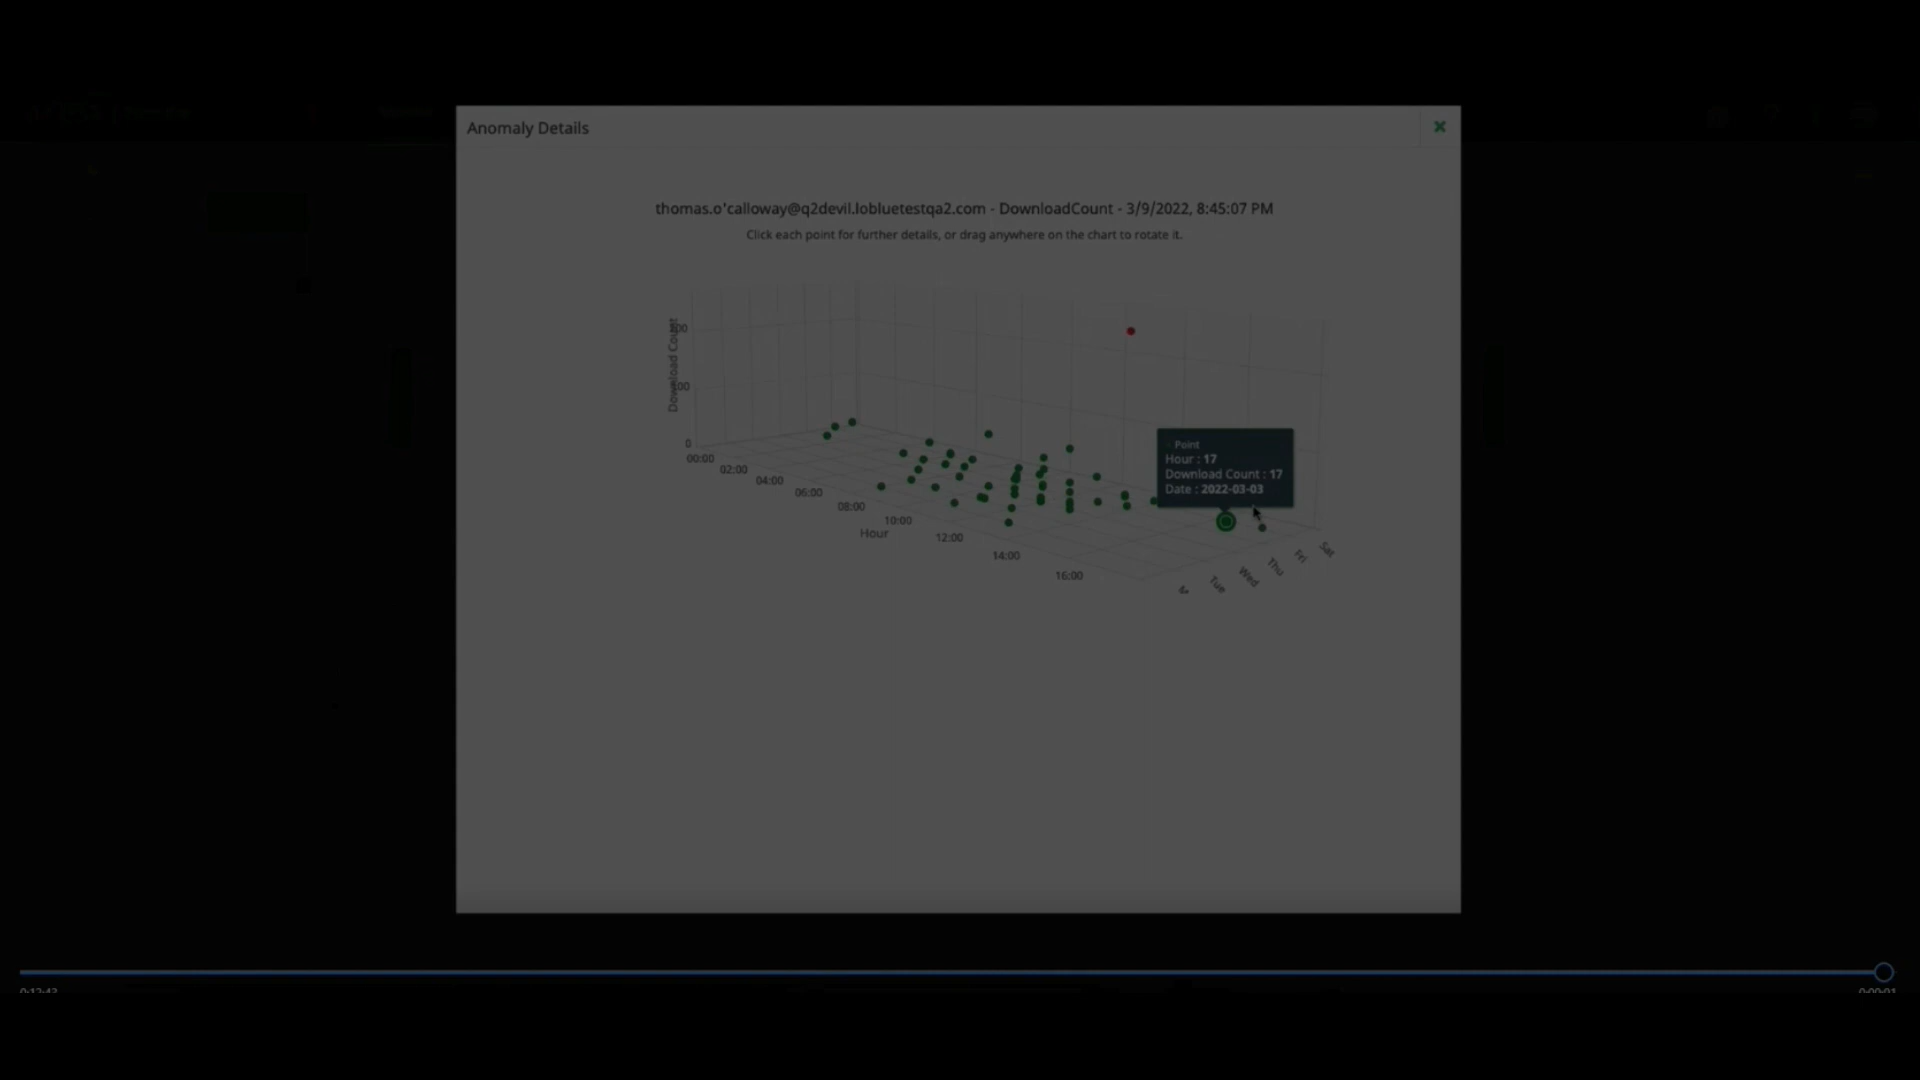 Anomaly Details
thomas.o'calloway@q2devil.lobluetestqa2.com - DownloadCount - 3/9/2022, 8:45:07 PM
Click each point for further details, or drag anywhere on the chart to rotate it.
Download Count
0
00:00
02:00
04:00
06:00
08:00
10:00
12:00
14:00
16:00
Hour
Tue
Wed
Thu
Fri
Sat
Point
Hour : 17
Download Count : 17
Date : 2022-03-03